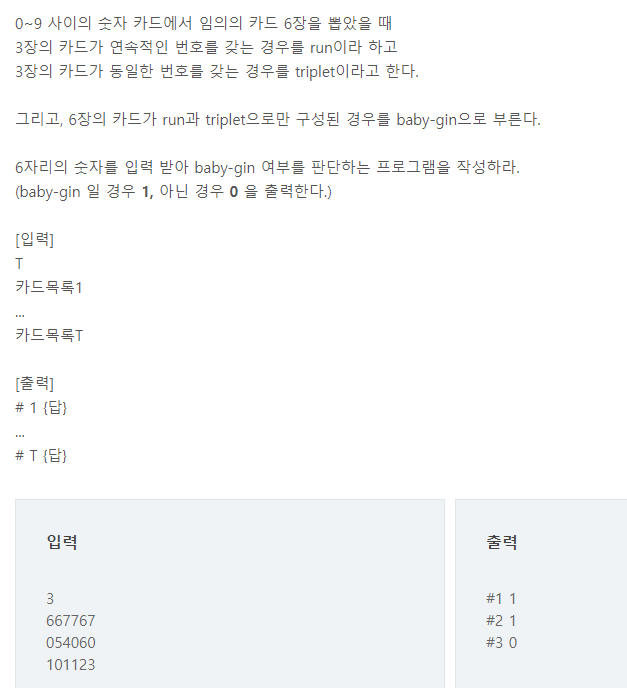 0~9 사이의 숫자 카드에서 임의의 카드 6장을 뽑았을 때
3장의 카드가 연속적인 번호를 갖는 경우를 run이라 하고
3장의 카드가 동일한 번호를 갖는 경우를 triplet이라고 한다.
그리고, 6장의 카드가 run과 triplet으로만 구성된 경우를 baby-gin으로 부른다.
6자리의 숫자를 입력 받아 baby-gin 여부를 판단하는 프로그램을 작성하라.
(baby-gin 일 경우 1, 아닌 경우 0 을 출력한다.)
[입력]
T
카드목록1
...
카드목록T
[출력]
# 1 {답}
...
# T {답}
입력
3
667767
054060
101123
출력
#1 1
#2 1
#3 0